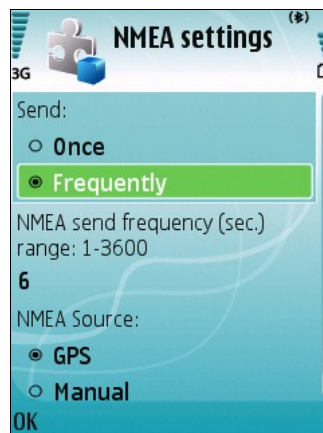 NMEA settings
3G
Send:
Once
Frequently
NMEA send frequency (sec.)
range: 1-3600
6
NMEA Source:
GPS
Manual
OK